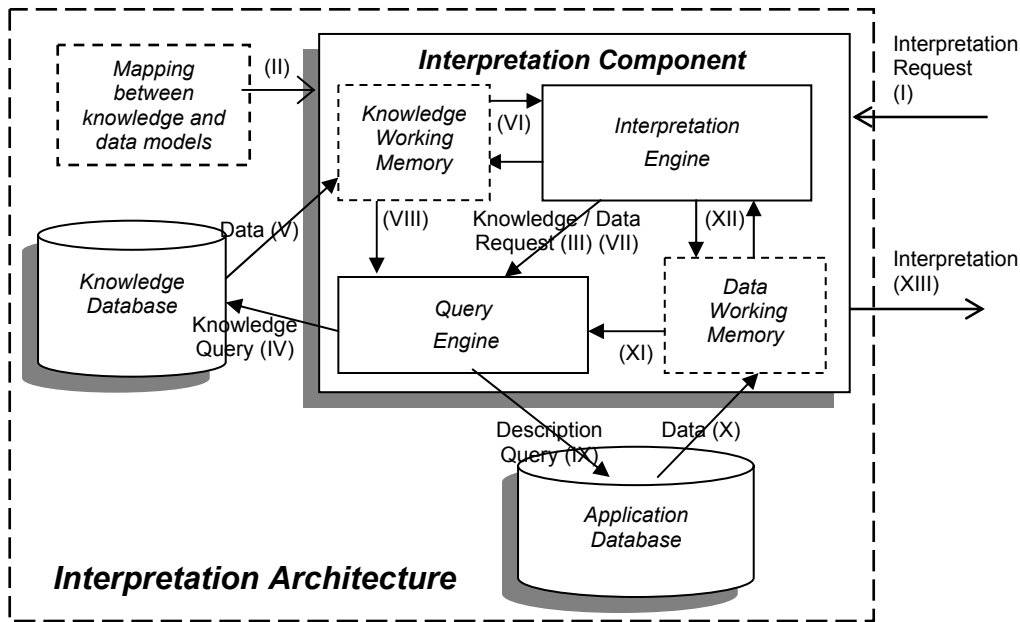 Interpretation
Request
(I)
Mapping
between
knowledge and
data models
(II)
Interpretation Component
Knowledge
Working
Memory
(VI)
Interpretation
Engine
(VIII)
Knowledge / Data
Request (III) (VII)
(XII)
Data (V)
Knowledge
Database
Knowledge
Query (IV)
Query
Engine
(XI)
Data
Working
Memory
Interpretation
(XIII)
Description
Query (IX)
Data (X)
Application
Database
Interpretation Architecture